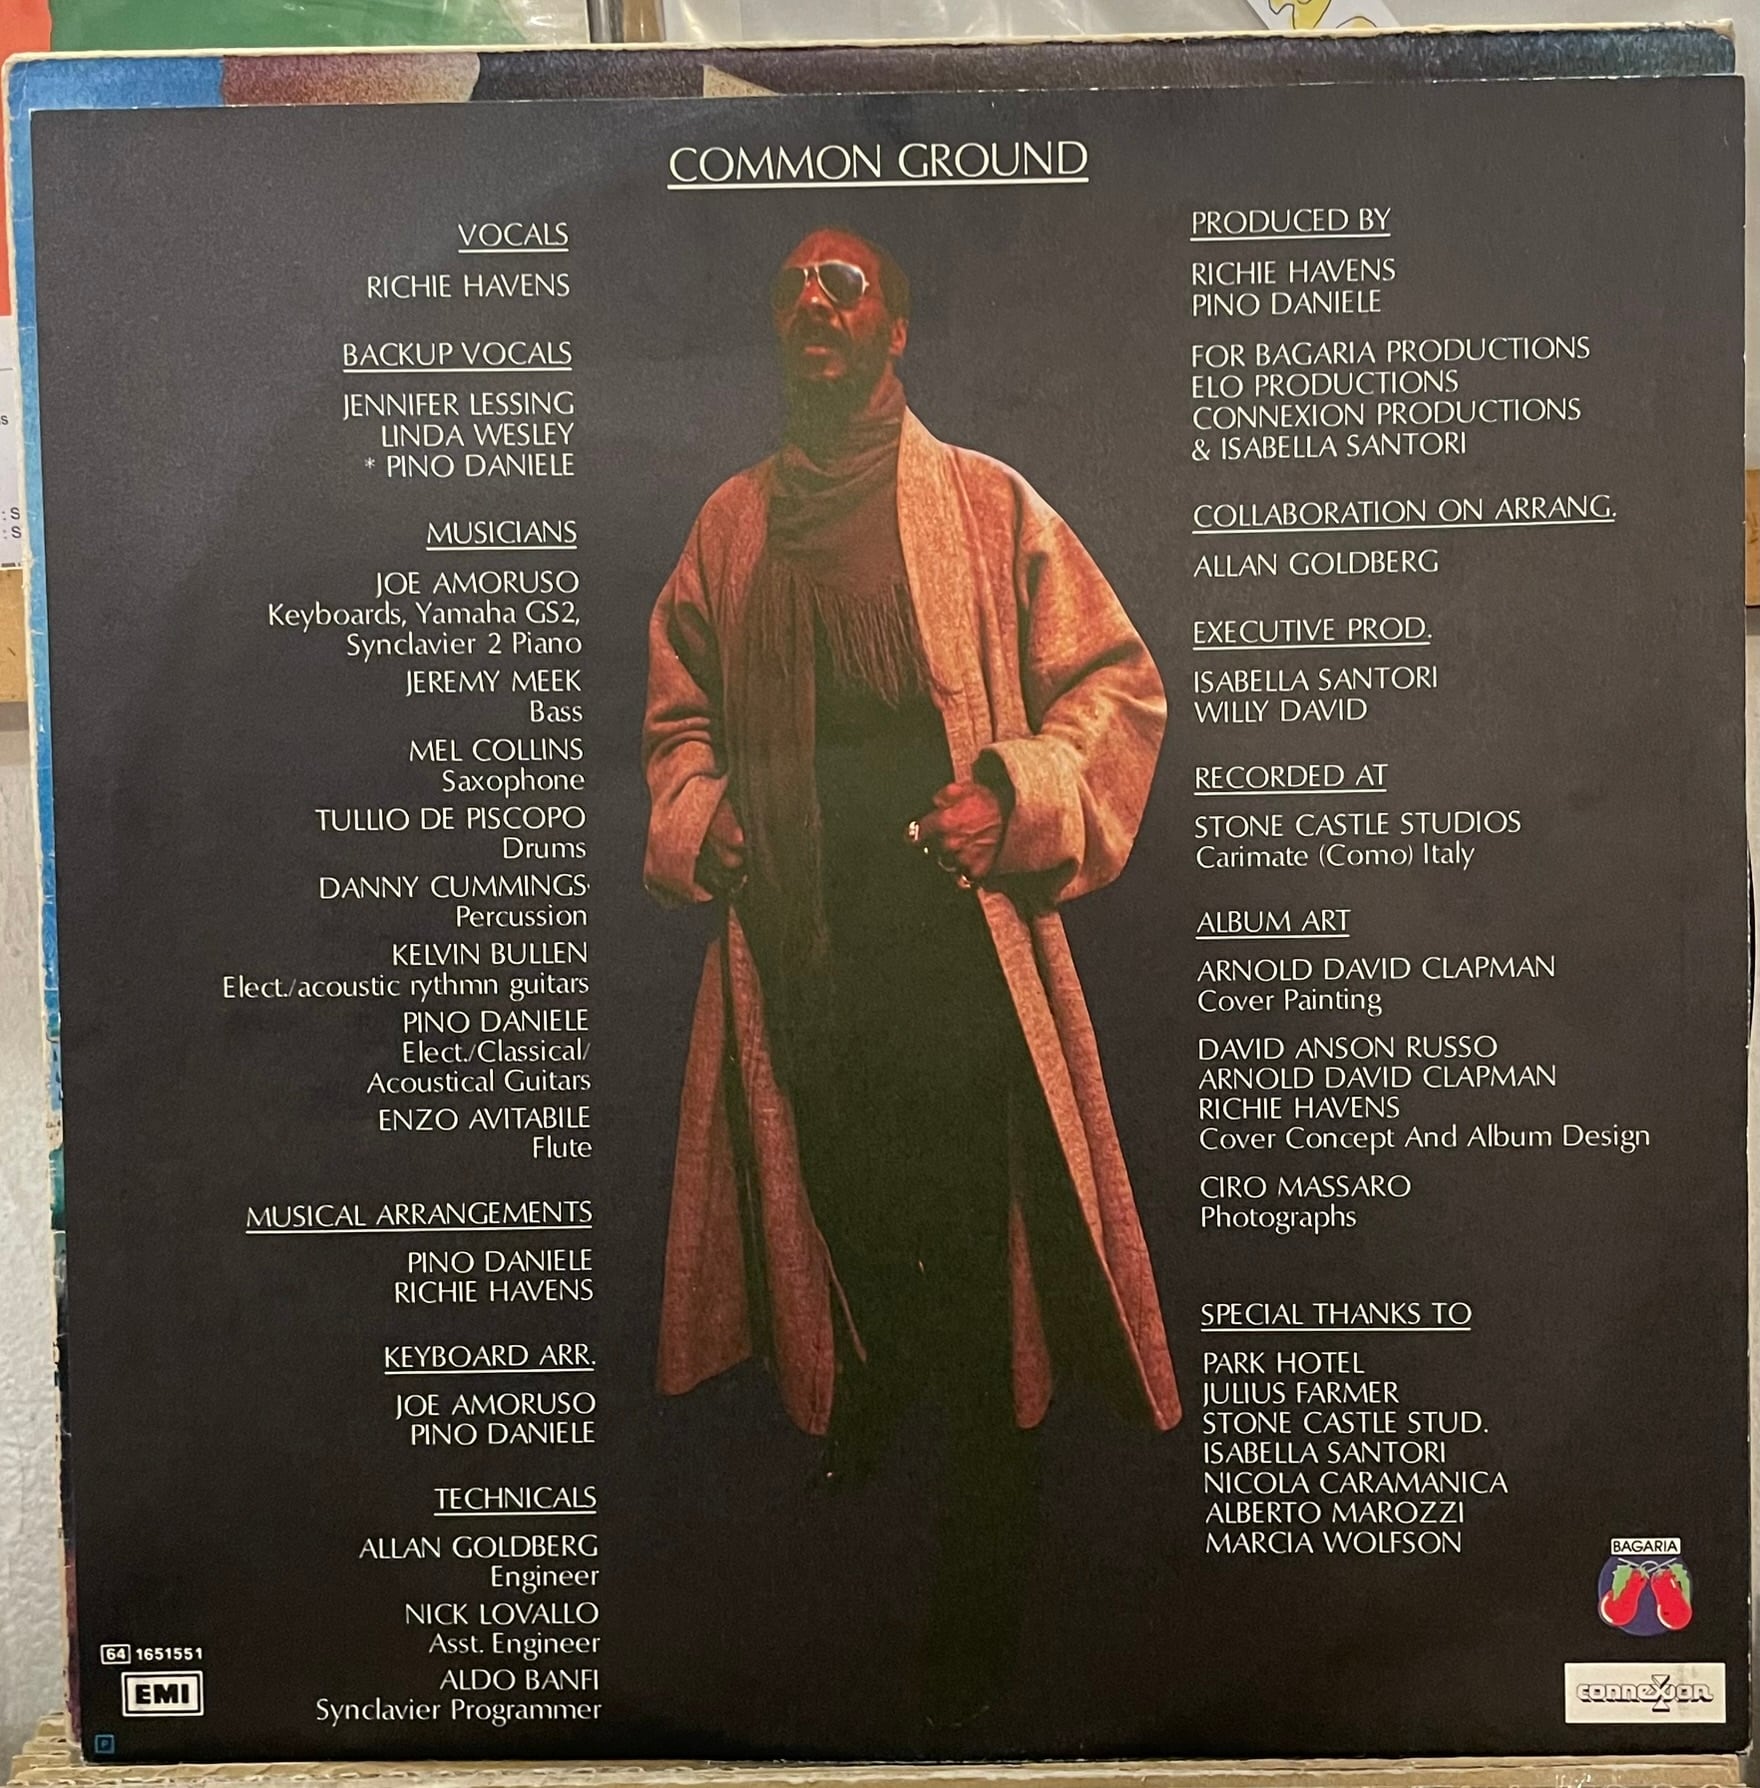 COMMON GROUND
VOCALS
RICHIE HAVENS
BACKUP VOCALS
JENNIFER LESSING
LINDA WESLEY
* PINO DANIELE
MUSICIANS
JOE AMORUSO
Keyboards, Yamaha GS2,
Synclavier 2 Piano
JEREMY MEEK
Bass
MEL COLLINS
Saxophone
TULLIO DE PISCOPO
Drums
DANNY CUMMINGS
Percussion
KELVIN BULLEN
Elect./acoustic rythmn guitars
PINO DANIELE
Elect./Classical/
Acoustical Guitars
ENZO AVITABILE
Flute
MUSICAL ARRANGEMENTS
PINO DANIELE
RICHIE HAVENS
KEYBOARD ARR.
JOE AMORUSO
PINO DANIELE
TECHNICALS
ALLAN GOLDBERG
Engineer
NICK LOVALLO
Asst. Engineer
ALDO BANFI
Synclavier Programmer
64 1651551
EMI
P
PRODUCED BY
RICHIE HAVENS
PINO DANIELE
FOR BAGARIA PRODUCTIONS
ELO PRODUCTIONS
CONNEXION PRODUCTIONS
& ISABELLA SANTORI
COLLABORATION ON ARRANG.
ALLAN GOLDBERG
EXECUTIVE PROD.
ISABELLA SANTORI
WILLY DAVID
RECORDED AT
STONE CASTLE STUDIOS
Carimate (Como) Italy
ALBUM ART
ARNOLD DAVID CLAPMAN
Cover Painting
DAVID ANSON RUSSO
ARNOLD DAVID CLAPMAN
RICHIE HAVENS
Cover Concept And Album Design
CIRO MASSARO
Photographs
SPECIAL THANKS TO
PARK HOTEL
JULIUS FARMER
STONE CASTLE STUD.
ISABELLA SANTORI
NICOLA CARAMANICA
ALBERTO MAROZZI
MARCIA WOLFSON
BAGARIA
connexion